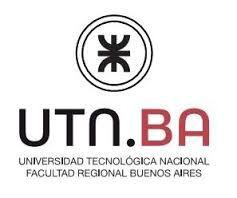 UTN.BA
UNIVERSIDAD TECNOLÓGICA NACIONAL
FACULTAD REGIONAL BUENOS AIRES